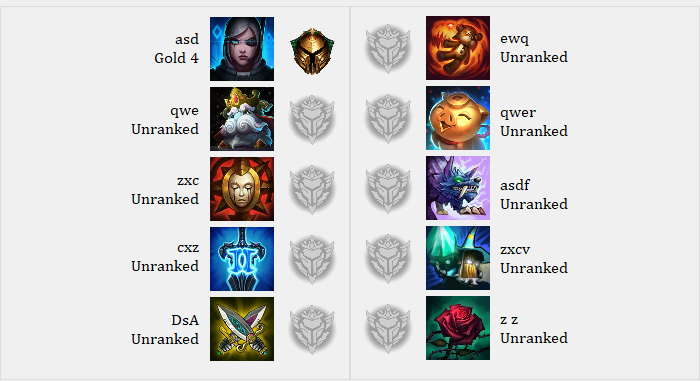 asd
Gold 4
qwe
Unranked
zxc
Unranked
cxz
Unranked
DsA
Unranked
ewq
Unranked
qwer
Unranked
asdf
Unranked
zxcv
Unranked
z z
Unranked